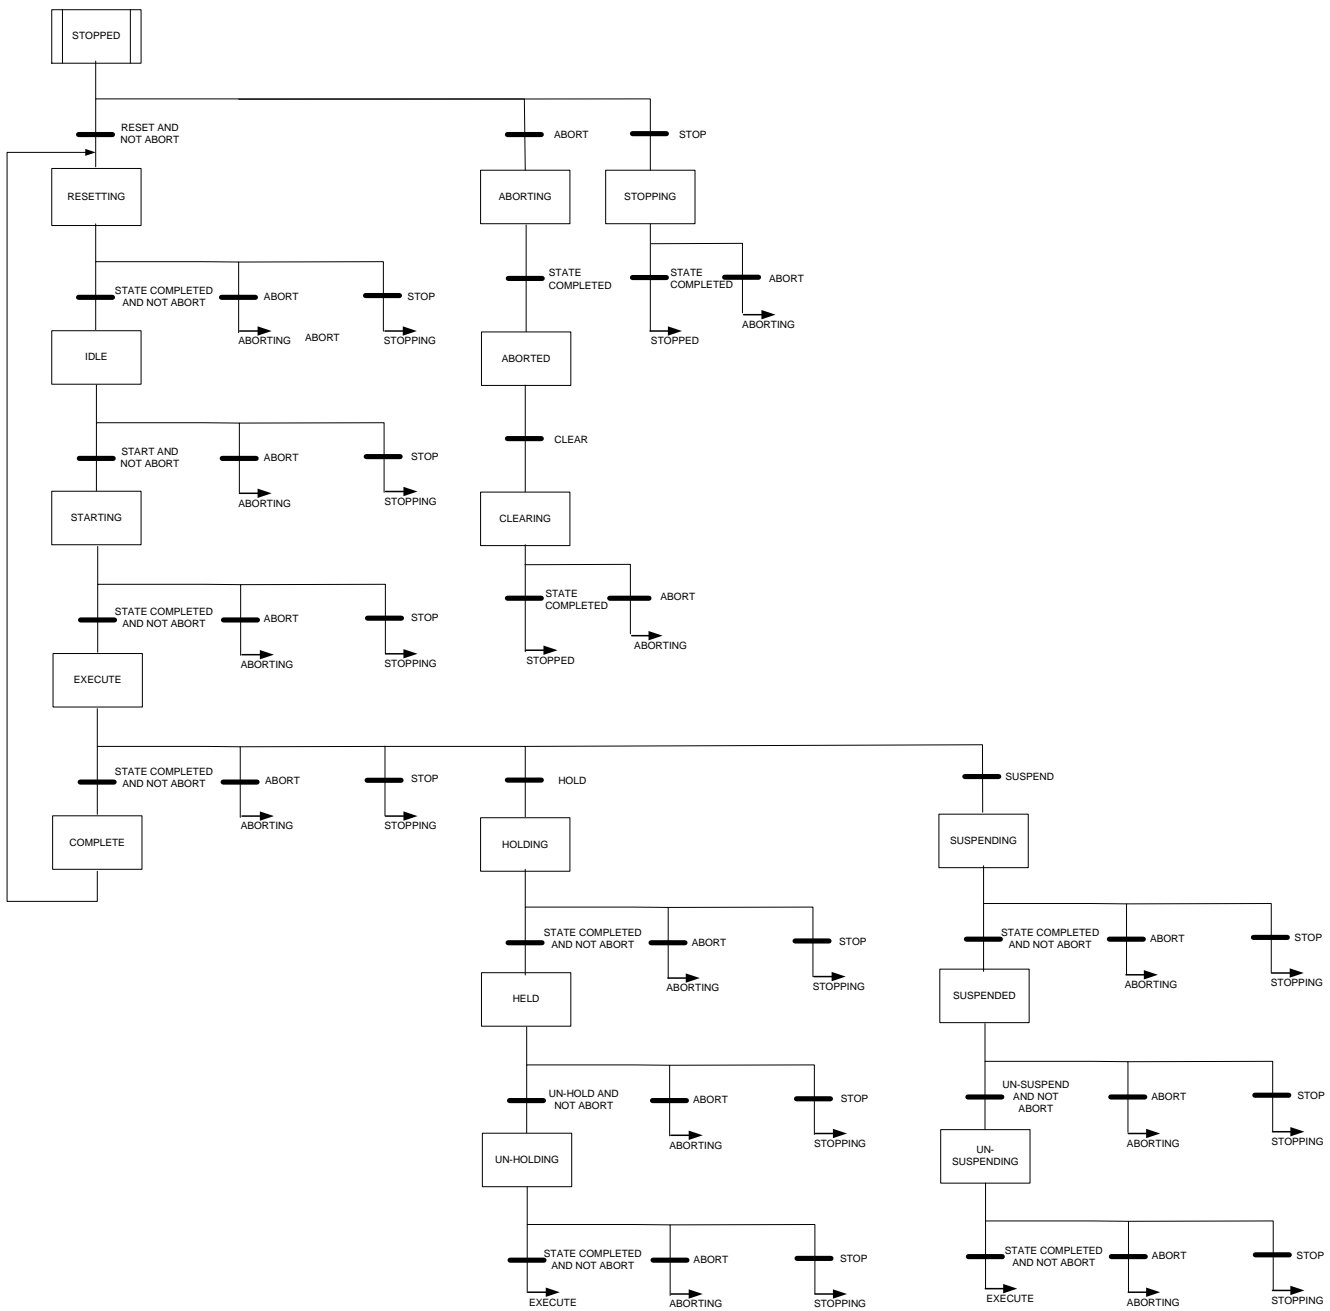 STOPPED
RESET AND
NOT ABORT
ABORT
STOP
RESETTING
ABORTING
STOPPING
STATE COMPLETED
AND NOT ABORT
ABORT
STOP
STATE
COMPLETED
STATE
COMPLETED
ABORT
ABORTING
ABORT
STOPPING
STOPPED
ABORTING
IDLE
ABORTED
START AND
NOT ABORT
ABORT
STOP
CLEAR
ABORTING
STOPPING
STARTING
CLEARING
STATE COMPLETED
AND NOT ABORT
ABORT
STOP
STATE
COMPLETED
ABORT
ABORTING
STOPPING
STOPPED
ABORTING
EXECUTE
STATE COMPLETED
AND NOT ABORT
ABORT
STOP
HOLD
SUSPEND
ABORTING
STOPPING
COMPLETE
HOLDING
SUSPENDING
STATE COMPLETED
AND NOT ABORT
ABORT
STOP
STATE COMPLETED
AND NOT ABORT
ABORT
STOP
ABORTING
STOPPING
ABORTING
STOPPING
HELD
SUSPENDED
UN-HOLD AND
NOT ABORT
ABORT
STOP
UN-SUSPEND
AND NOT
ABORT
ABORT
STOP
ABORTING
STOPPING
ABORTING
STOPPING
UN-HOLDING
UN-
SUSPENDING
STATE COMPLETED
AND NOT ABORT
ABORT
STOP
STATE COMPLETED
AND NOT ABORT
ABORT
STOP
EXECUTE
ABORTING
STOPPING
EXECUTE
ABORTING
STOPPING